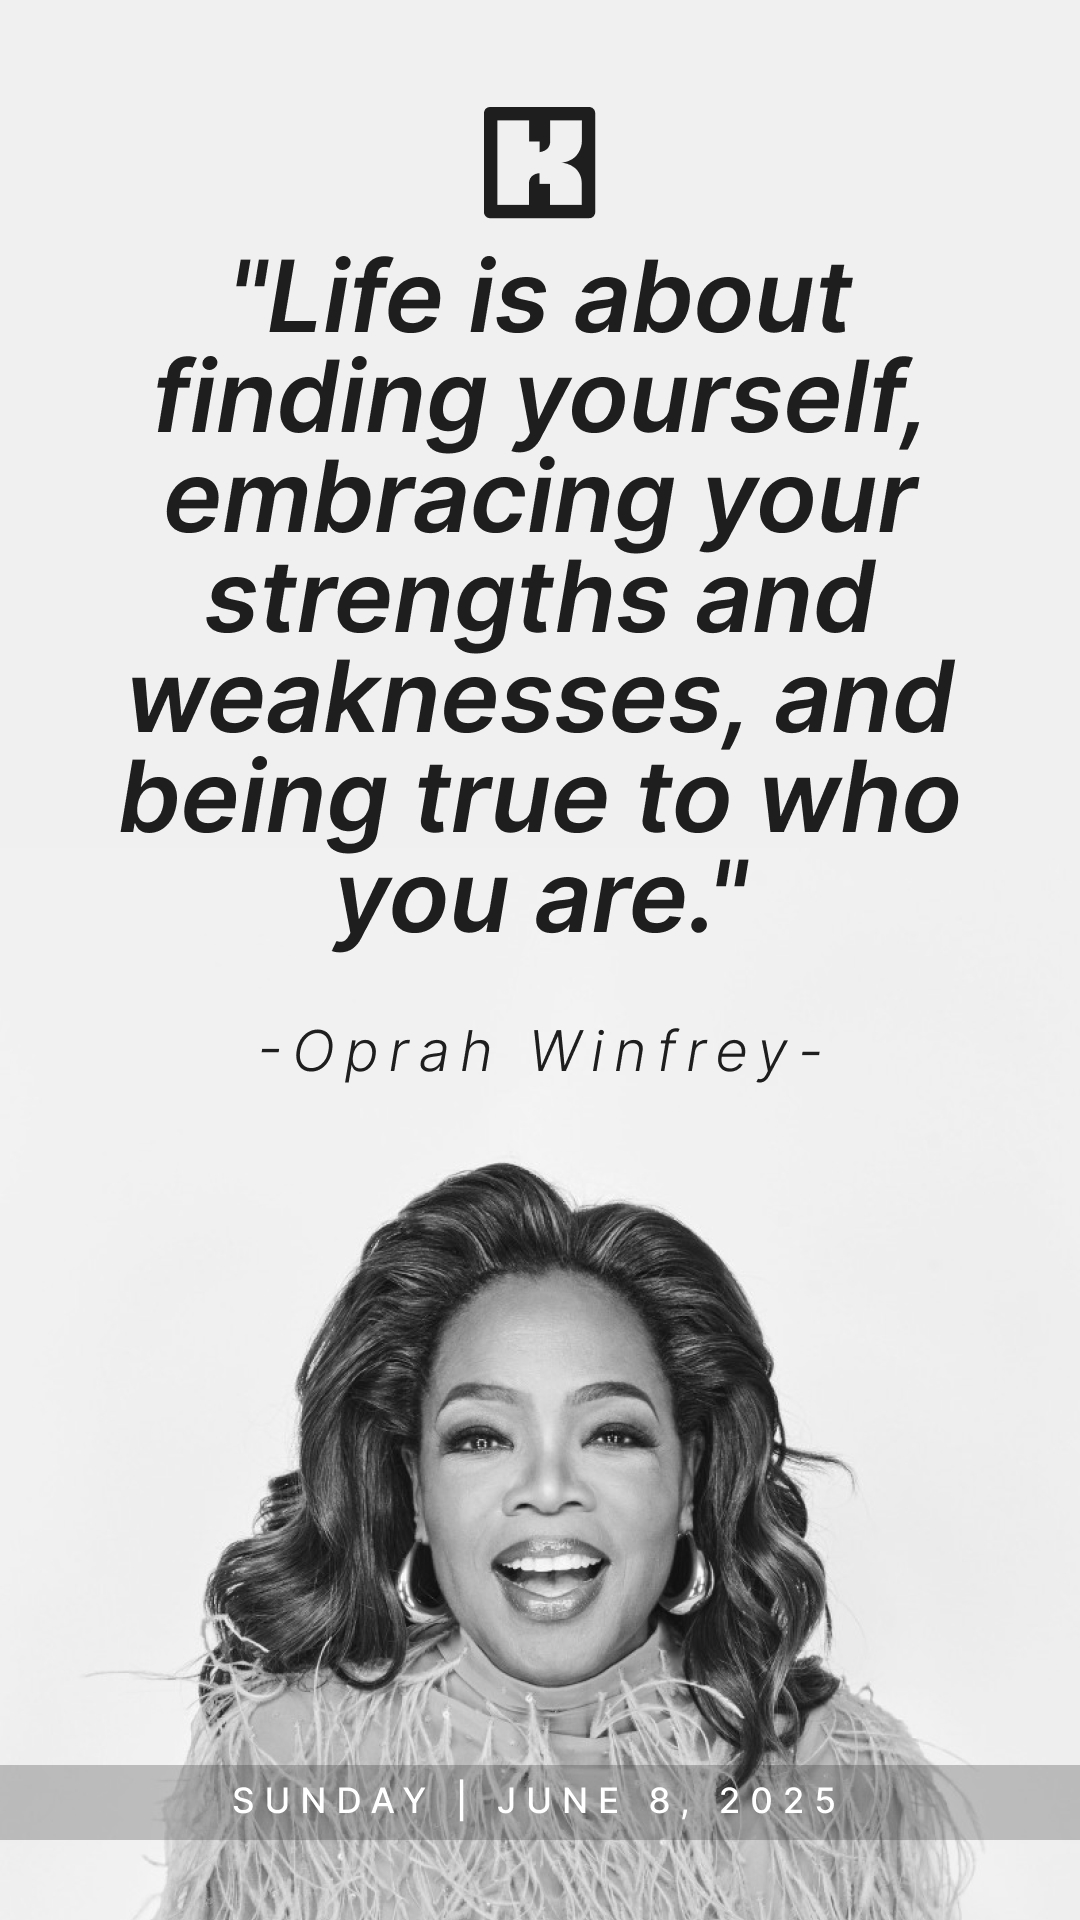 K
"Life is about
finding yourself,
embracing your
strengths and
weaknesses, and
being true to who
you are."
-Oprah Winfrey-
SUNDAY | JUNE 8, 2025